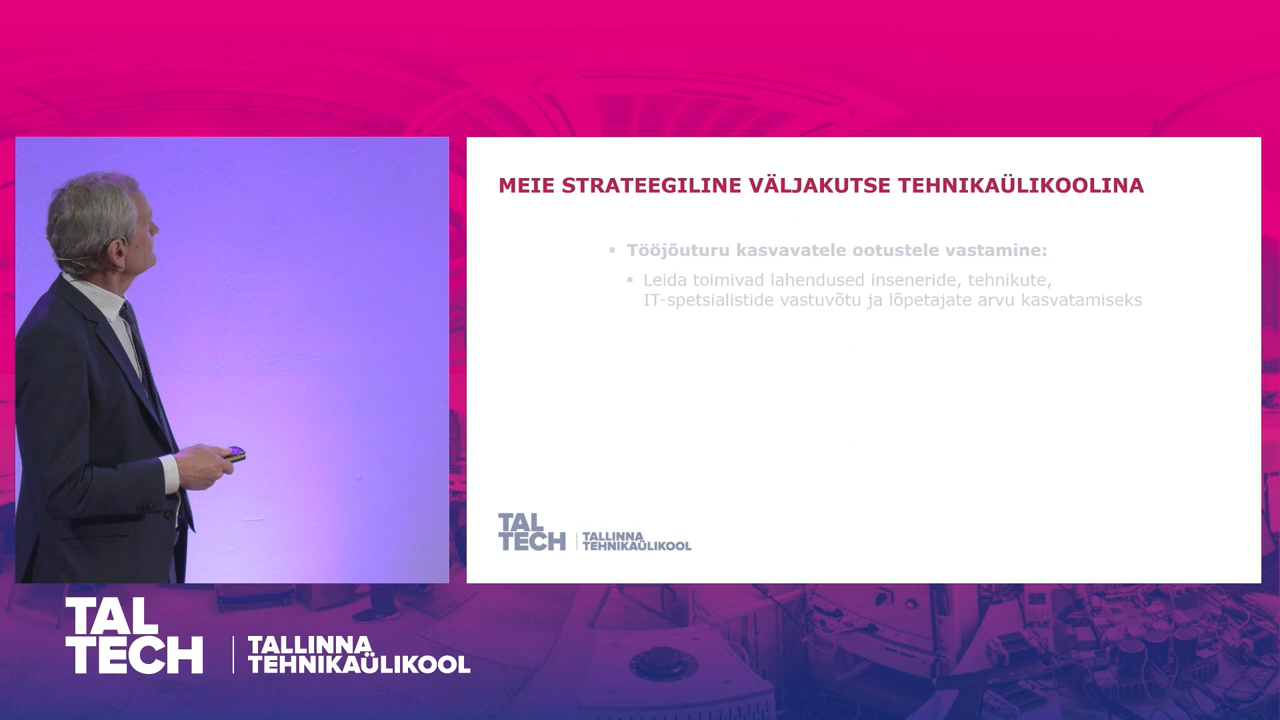 MEIE STRATEEGILINE VÄLJAKUTSE TEHNIKAÜLIKOOLINA
Tööjõuturu kasvavatele ootustele vastamine:
Leida toimivad lahendused inseneride, tehnikute,
IT-spetsialistide vastuvõtu ja lõpetajate arvu kasvatamiseks
TAL
TECH
TALLINNA
TEHNIKAÜLIKOOL
TAL
TECH
TALLINNA
TEHNIKAÜLIKOOL